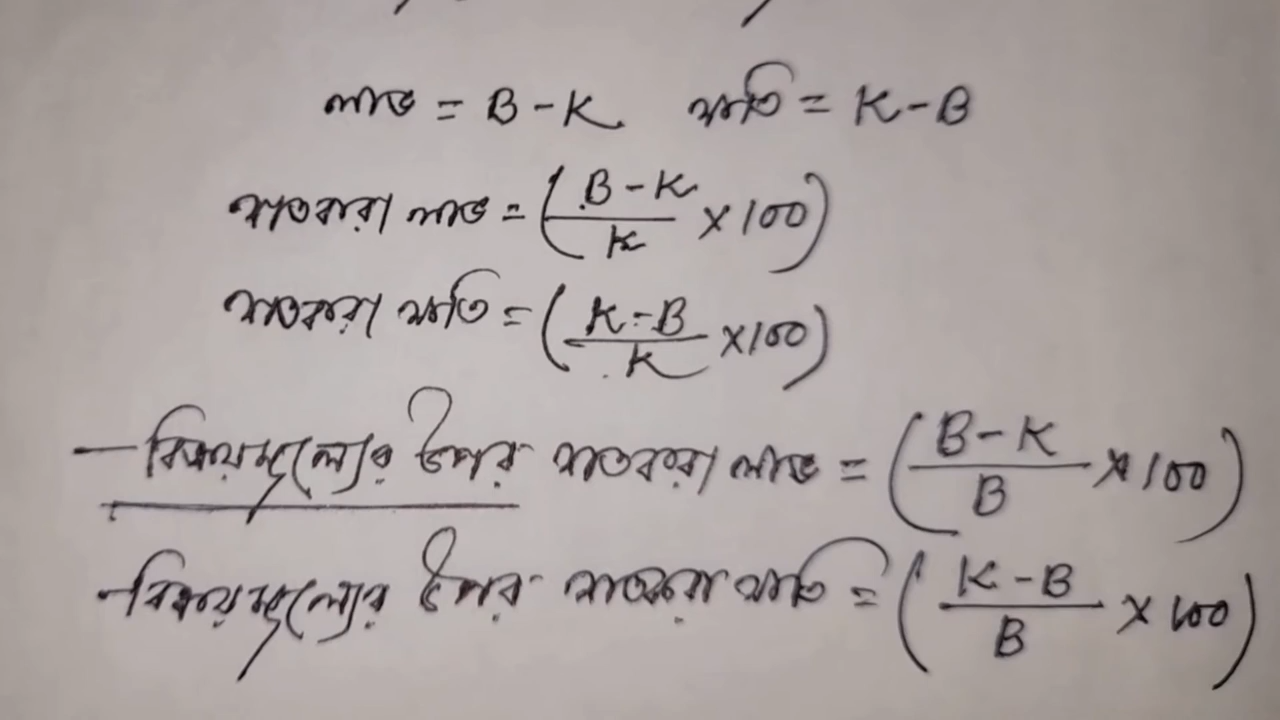 লাভ = B - K ক্ষতি = K - B
শতকরা লাভ = (B - K / K × 100)
শতকরা ক্ষতি = (K - B / K × 100)
— বিক্রয়মূল্যের উপর শতকরা লাভ = (B - K / B × 100)
- বিক্রয়মূল্যের উপর শতকরা ক্ষতি = (K - B / B × 100)